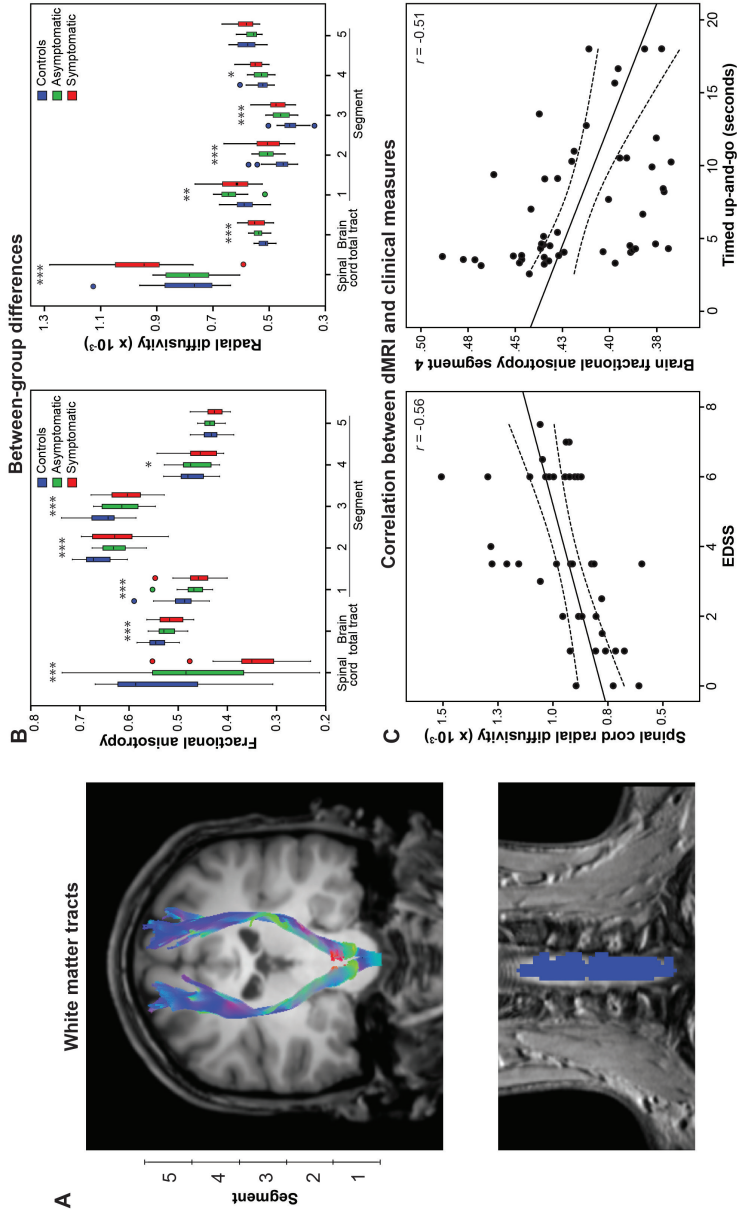 A
White matter tracts
Segment
5
4
3
2
1
B
Between-group differences
Fractional anisotropy
0.8
0.7
0.6
0.5
0.4
0.3
0.2
Controls
Asymptomatic
Symptomatic
***
***
***
***
***
*
Spinal cord
Brain total tract
1
2
3
4
5
Segment
Radial diffusivity (x 10-3)
1.3
1.1
0.9
0.7
0.5
0.3
Controls
Asymptomatic
Symptomatic
***
***
**
***
***
*
Spinal cord
Brain total tract
1
2
3
4
5
Segment
C
Correlation between dMRI and clinical measures
Spinal cord radial diffusivity (x 10-3)
1.5
1.3
1.0
0.8
0.5
r = -0.56
0
2
4
6
8
EDSS
Brain fractional anisotropy segment 4
.50
.48
.45
.43
.40
.38
r = -0.51
0
5
10
15
20
Timed up-and-go (seconds)